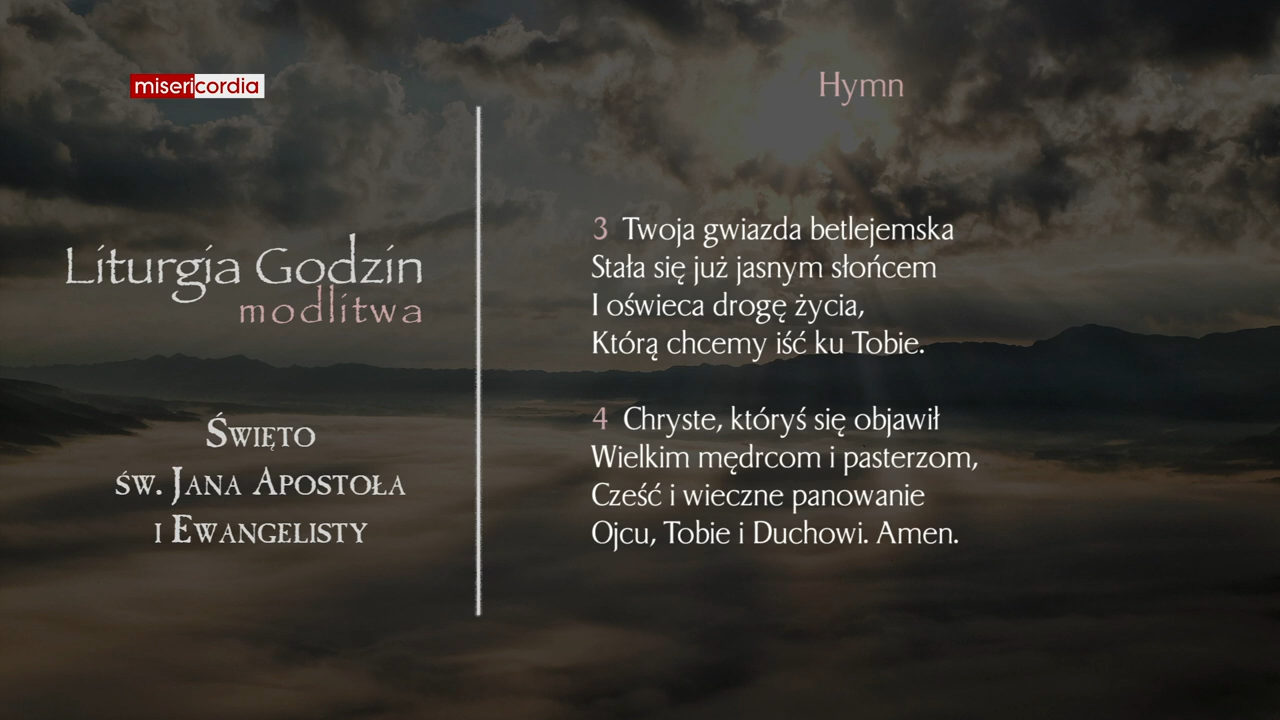 misericordia
Liturgia Godzin
modlitwa
Święto
św. Jana Apostoła
i Ewangelisty
Hymn
3 Twoja gwiazda betlejemska
Stała się już jasnym słońcem
I oświeca drogę życia,
Którą chcemy iść ku Tobie.
4 Chryste, któryś się objawił
Wielkim mędrcom i pasterzom,
Cześć i wieczne panowanie
Ojcu, Tobie i Duchowi. Amen.